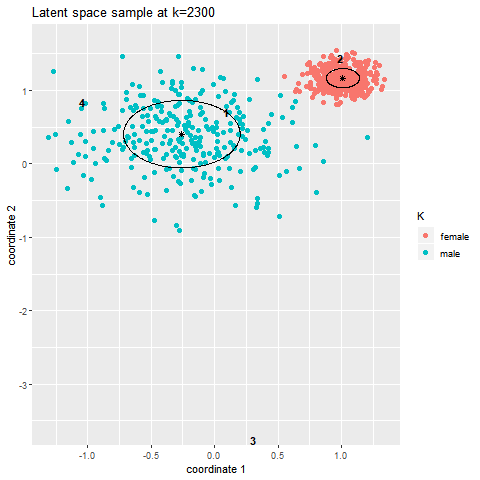 Latent space sample at k=2300
2
4
1
1
0
-1
-2
-3
3
-1.0
-0.5
0.0
0.5
1.0
coordinate 1
coordinate 2
K
female
male